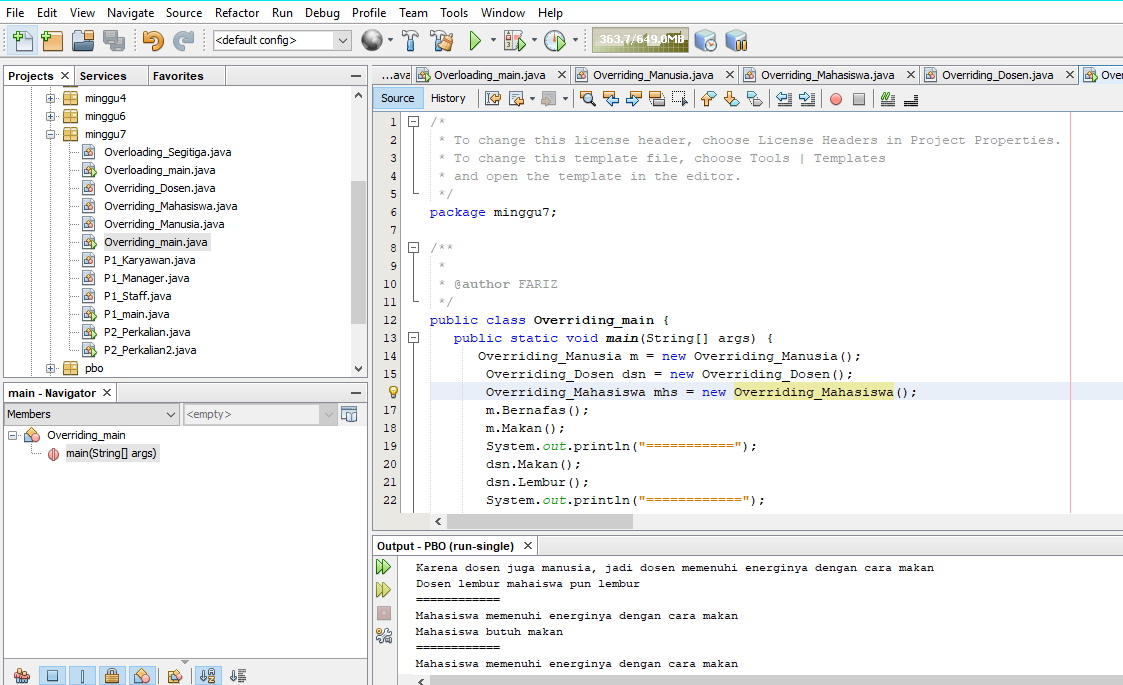 File Edit View Navigate Source Refactor Run Debug Profile Team Tools Window Help
<default config>
363.7/649.0MB
Projects Services Favorites
minggu4
minggu6
minggu7
Overloading_Segitiga.java
Overloading_main.java
Overriding_Dosen.java
Overriding_Mahasiswa.java
Overriding_Manusia.java
Overriding_main.java
P1_Karyawan.java
P1_Manager.java
P1_Staff.java
P1_main.java
P2_Perkalian.java
P2_Perkalian2.java
pbo
main - Navigator
Members <empty>
Overriding_main
main(String[] args)
...ava Overloading_main.java Overriding_Manusia.java Overriding_Mahasiswa.java Overriding_Dosen.java Over
Source History
1 /*
2 * To change this license header, choose License Headers in Project Properties.
3 * To change this template file, choose Tools | Templates
4 * and open the template in the editor.
5 */
6 package minggu7;
7
8 /**
9 *
10 * @author FARIZ
11 */
12 public class Overriding_main {
13 public static void main(String[] args) {
14 Overriding_Manusia m = new Overriding_Manusia();
15 Overriding_Dosen dsn = new Overriding_Dosen();
Overriding_Mahasiswa mhs = new Overriding_Mahasiswa();
17 m.Bernafas();
18 m.Makan();
19 System.out.println("===========");
20 dsn.Makan();
21 dsn.Lembur();
22 System.out.println("============");
Output - PBO (run-single)
Karena dosen juga manusia, jadi dosen memenuhi energinya dengan cara makan
Dosen lembur mahaiswa pun lembur
============
Mahasiswa memenuhi energinya dengan cara makan
Mahasiswa butuh makan
============
Mahasiswa memenuhi energinya dengan cara makan